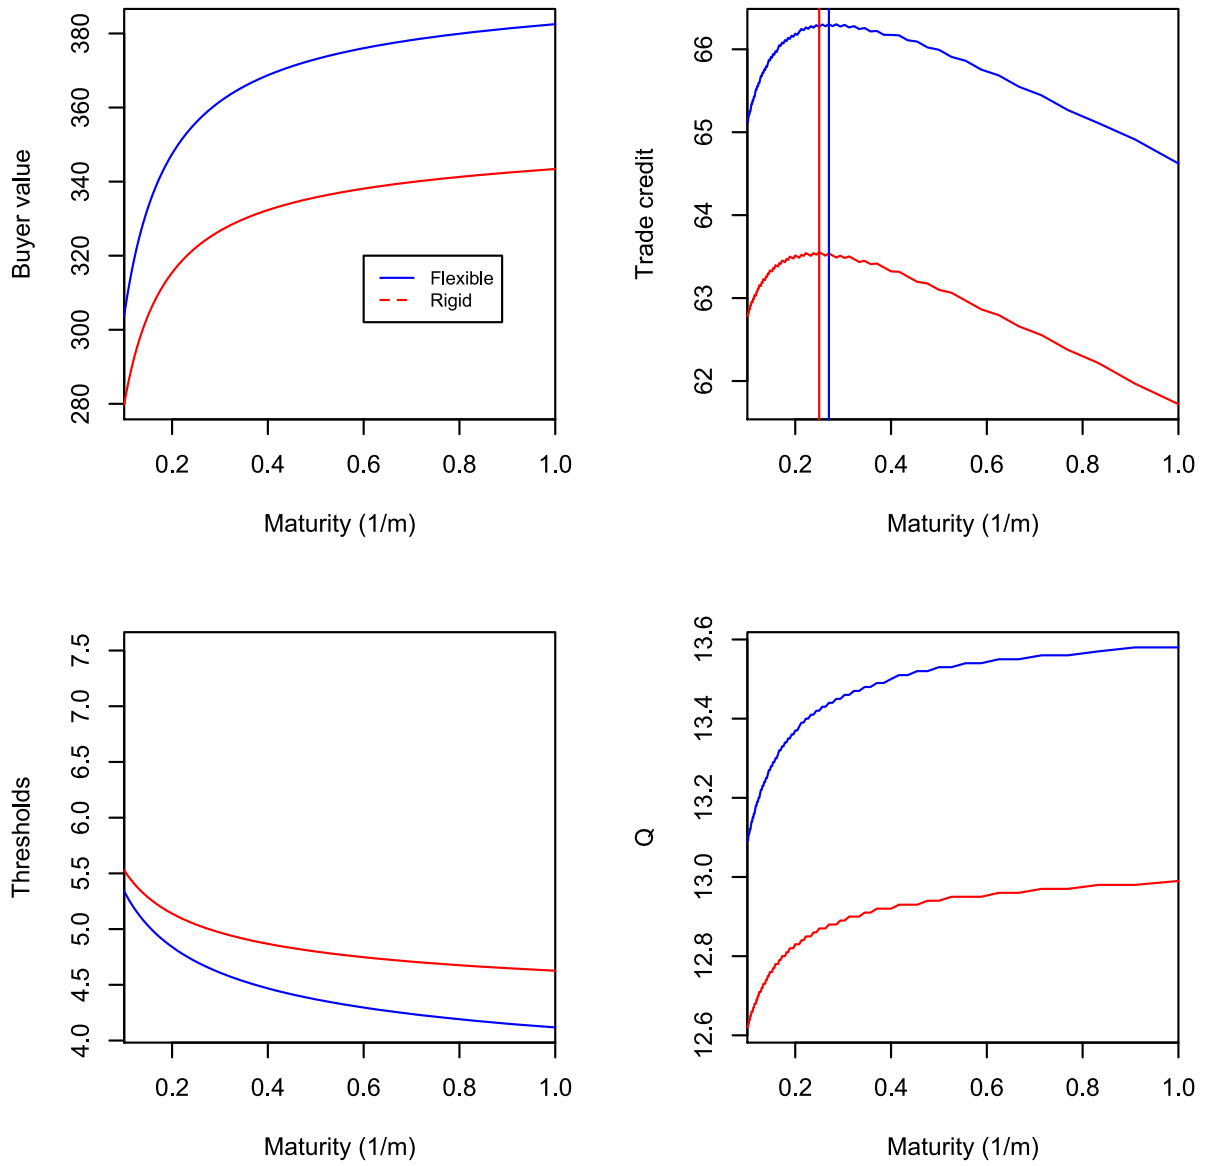 Buyer value
380
360
340
320
300
280
0.2 0.4 0.6 0.8 1.0
Maturity (1/m)
Flexible
Rigid
Trade credit
66
65
64
63
62
0.2 0.4 0.6 0.8 1.0
Maturity (1/m)
Thresholds
7.5
7.0
6.5
6.0
5.5
5.0
4.5
4.0
0.2 0.4 0.6 0.8 1.0
Maturity (1/m)
Q
13.6
13.4
13.2
13.0
12.8
12.6
0.2 0.4 0.6 0.8 1.0
Maturity (1/m)